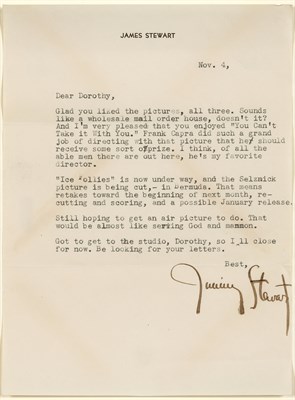 JAMES STEWART
Nov. 4,
Dear Dorothy,
Glad you liked the pictures, all three. Sounds
like a wholesale mail order house, doesn't it?
And I'm very pleased that you enjoyed "You Can't
Take it With You." Frank Capra did such a grand
job of directing with that picture that he should
receive some sort of prize. I think, of all the
able men there are out here, he's my favorite
director.
"Ice Follies" is now under way, and the Selznick
picture is being cut,- in Bermuda. That means
retakes toward the beginning of next month, re-
cutting and scoring, and a possible January release.
Still hoping to get an air picture to do. That
would be almost like serving God and mammon.
Got to get to the studio, Dorothy, so I'll close
for now. Be looking for your letters.
Best,
Jimmy Stewart